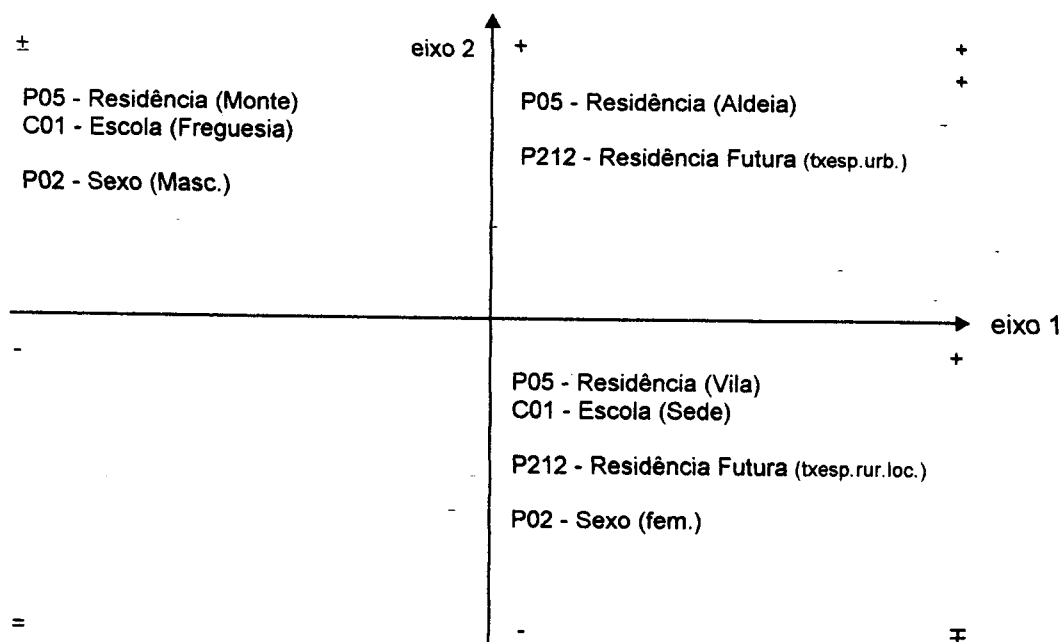 ± eixo 2 + +
+
P05 - Residência (Monte)
C01 - Escola (Freguesia)
P02 - Sexo (Masc.)
P05 - Residência (Aldeia)
P212 - Residência Futura (txesp.urb.)
eixo 1
- +
P05 - Residência (Vila)
C01 - Escola (Sede)
P212 - Residência Futura (txesp.rur.loc.)
P02 - Sexo (fem.)
= - ∓